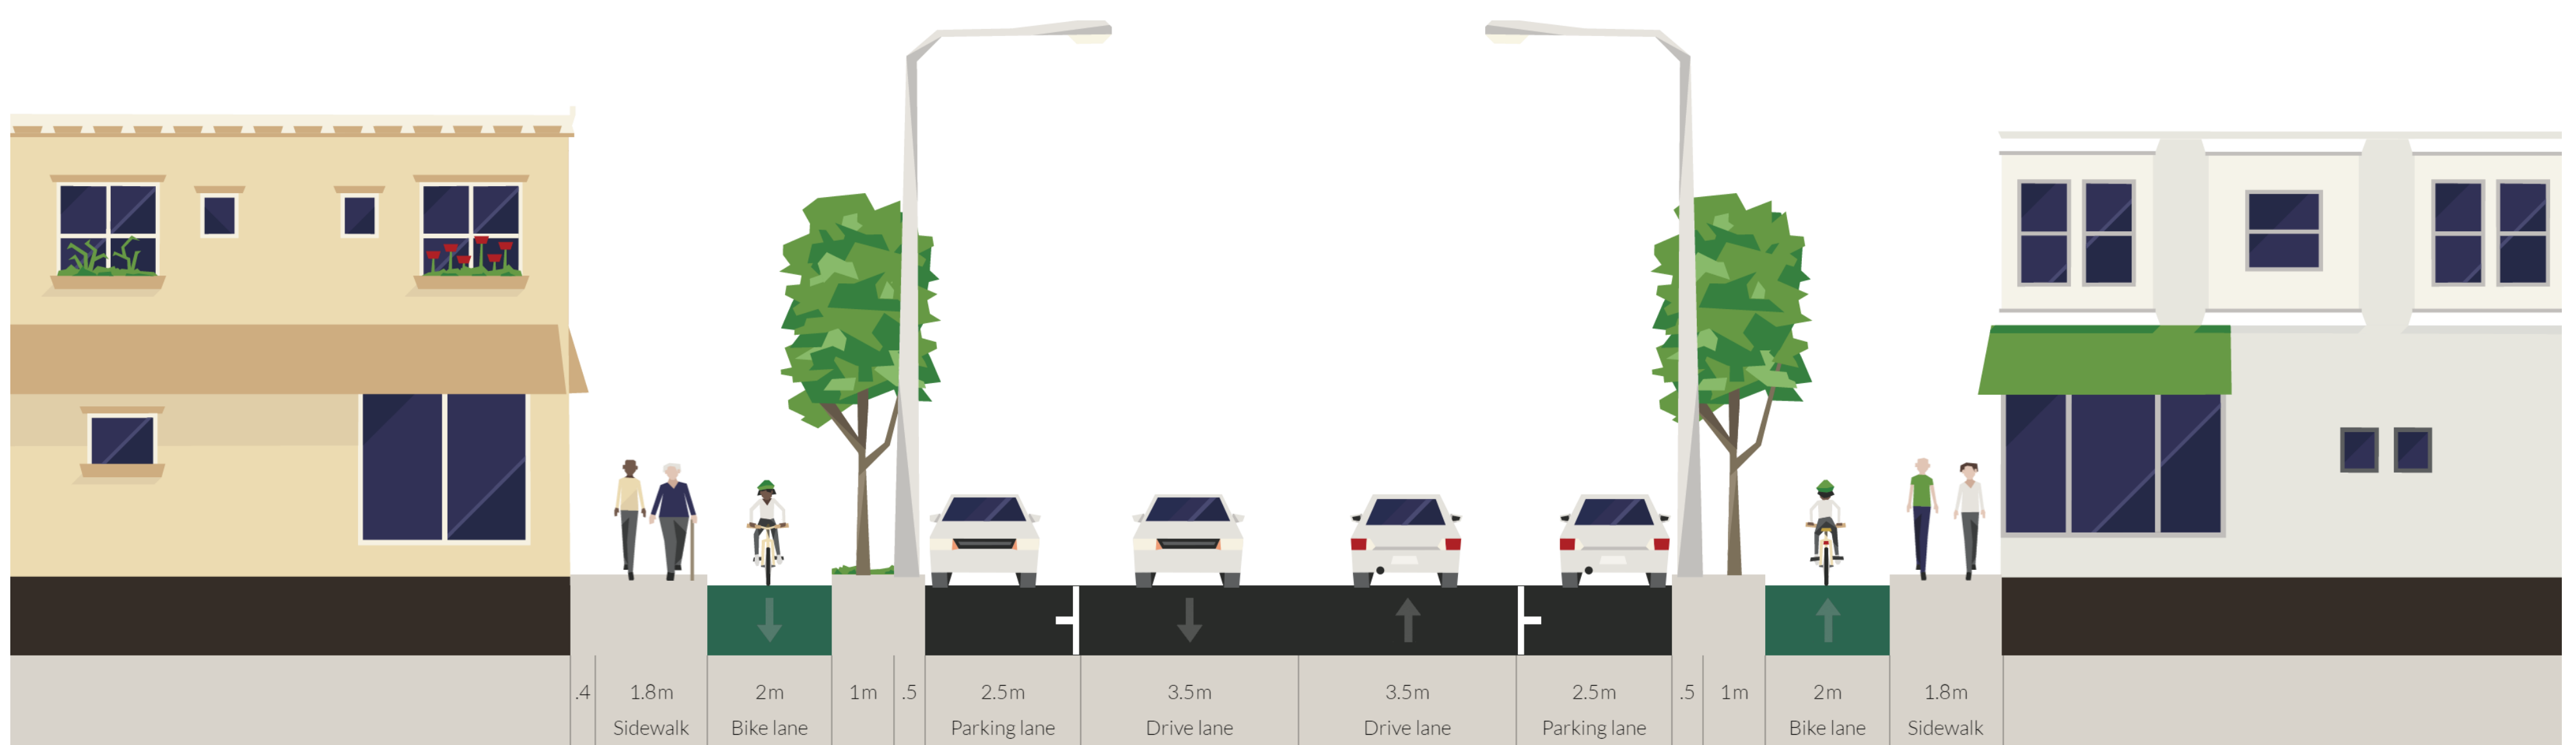 .4 1.8m 2m 1m .5 2.5m 3.5m 3.5m 2.5m .5 1m 2m 1.8m
Sidewalk Bike lane Parking lane Drive lane Drive lane Parking lane Bike lane Sidewalk